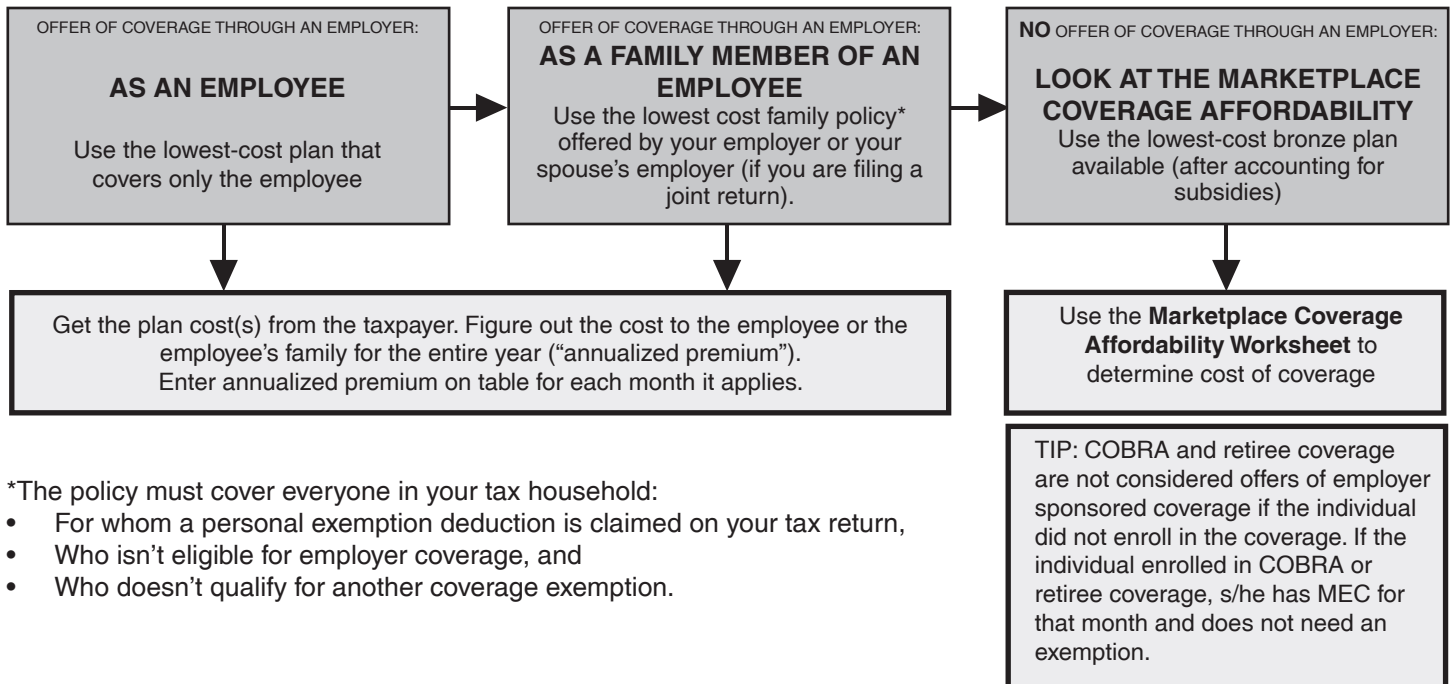 OFFER OF COVERAGE THROUGH AN EMPLOYER:
AS AN EMPLOYEE
Use the lowest-cost plan that
covers only the employee
OFFER OF COVERAGE THROUGH AN EMPLOYER:
AS A FAMILY MEMBER OF AN
EMPLOYEE
Use the lowest cost family policy*
offered by your employer or your
spouse’s employer (if you are filing a
joint return).
NO OFFER OF COVERAGE THROUGH AN EMPLOYER:
LOOK AT THE MARKETPLACE
COVERAGE AFFORDABILITY
Use the lowest-cost bronze plan
available (after accounting for
subsidies)
Get the plan cost(s) from the taxpayer. Figure out the cost to the employee or the
employee’s family for the entire year (“annualized premium”).
Enter annualized premium on table for each month it applies.
Use the Marketplace Coverage
Affordability Worksheet to
determine cost of coverage
TIP: COBRA and retiree coverage
are not considered offers of employer
sponsored coverage if the individual
did not enroll in the coverage. If the
individual enrolled in COBRA or
retiree coverage, s/he has MEC for
that month and does not need an
exemption.
*The policy must cover everyone in your tax household:
• For whom a personal exemption deduction is claimed on your tax return,
• Who isn’t eligible for employer coverage, and
• Who doesn’t qualify for another coverage exemption.